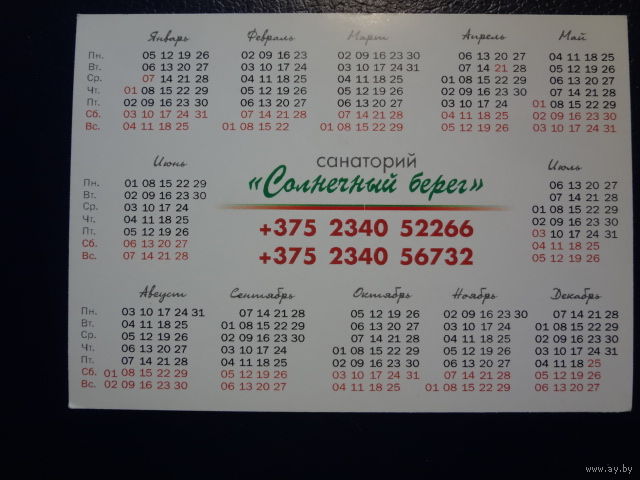 Январь Февраль Март Апрель Май
Пн. 05 12 19 26 02 09 16 23 02 09 16 23 30 06 13 20 27 04 11 18 25
Вт. 06 13 20 27 03 10 17 24 03 10 17 24 31 07 14 21 28 05 12 19 26
Ср. 07 14 21 28 04 11 18 25 04 11 18 25 01 08 15 22 29 06 13 20 27
Чт. 01 08 15 22 29 05 12 19 26 05 12 19 26 02 09 16 23 30 07 14 21 28
Пт. 02 09 16 23 30 06 13 20 27 06 13 20 27 03 10 17 24 01 08 15 22 29
Сб. 03 10 17 24 31 07 14 21 28 07 14 21 28 04 11 18 25 02 09 16 23 30
Вс. 04 11 18 25 01 08 15 22 01 08 15 22 29 05 12 19 26 03 10 17 24 31
Июнь санаторий Июль
Пн. 01 08 15 22 29 «Солнечный берег» 06 13 20 27
Вт. 02 09 16 23 30 07 14 21 28
Ср. 03 10 17 24 01 08 15 22 29
Чт. 04 11 18 25 +375 2340 52266 02 09 16 23 30
Пт. 05 12 19 26 03 10 17 24 31
Сб. 06 13 20 27 +375 2340 56732 04 11 18 25
Вс. 07 14 21 28 05 12 19 26
Август Сентябрь Октябрь Ноябрь Декабрь
Пн. 03 10 17 24 31 07 14 21 28 05 12 19 26 02 09 16 23 30 07 14 21 28
Вт. 04 11 18 25 01 08 15 22 29 06 13 20 27 03 10 17 24 01 08 15 22 29
Ср. 05 12 19 26 02 09 16 23 30 07 14 21 28 04 11 18 25 02 09 16 23 30
Чт. 06 13 20 27 03 10 17 24 01 08 15 22 29 05 12 19 26 03 10 17 24 31
Пт. 07 14 21 28 04 11 18 25 02 09 16 23 30 06 13 20 27 04 11 18 25
Сб. 01 08 15 22 29 05 12 19 26 03 10 17 24 31 07 14 21 28 05 12 19 26
Вс. 02 09 16 23 30 06 13 20 27 04 11 18 25 01 08 15 22 29 06 13 20 27
www.ay.by